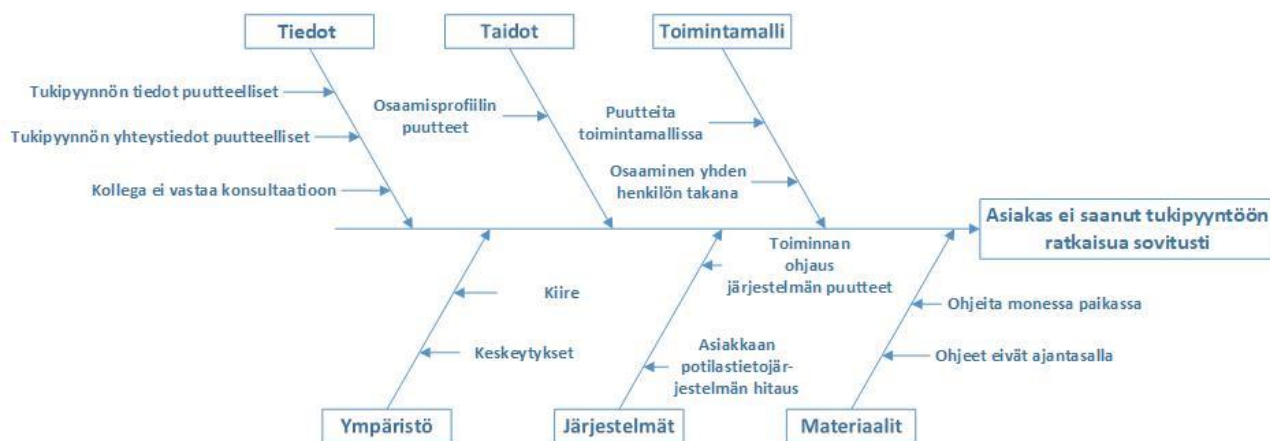 Tiedot
Taidot
Toimintamalli
Tukipyynnön tiedot puutteelliset
Tukipyynnön yhteystiedot puutteelliset
Kollega ei vastaa konsultaatioon
Osaamisprofiilin
puutteet
Puutteita
toimintamallissa
Osaaminen yhden
henkilön takana
Asiakas ei saanut tukipyyntöön
ratkaisua sovitusti
Kiire
Keskeytykset
Toiminnan
ohjaus
järjestelmän puutteet
Asiakkaan
potilastietojär-
jestelmän hitaus
Ohjeita monessa paikassa
Ohjeet eivät ajantasalla
Ympäristö
Järjestelmät
Materiaalit